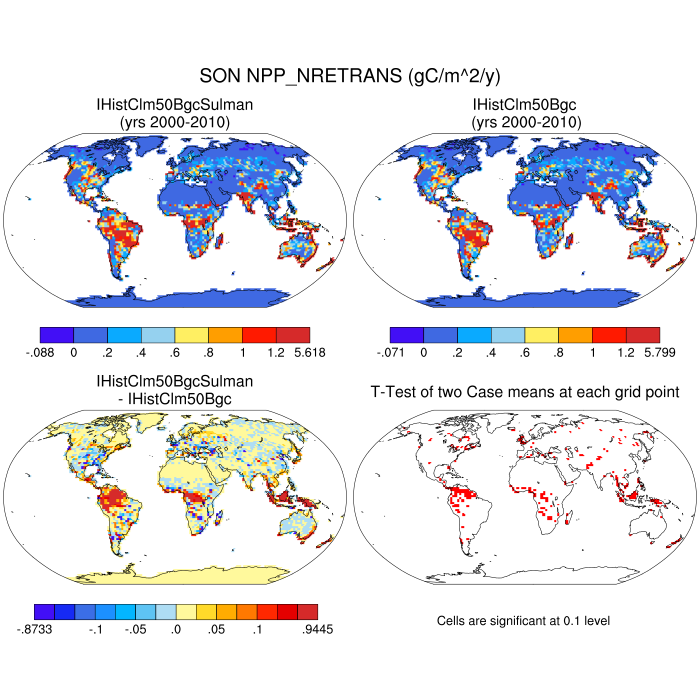 SON NPP_NRETRANS (gC/m^2/y)
IHistClm50BgcSulman
(yrs 2000-2010)
IHistClm50Bgc
(yrs 2000-2010)
-.088 0 .2 .4 .6 .8 1 1.2 5.618
-.071 0 .2 .4 .6 .8 1 1.2 5.799
IHistClm50BgcSulman
- IHistClm50Bgc
T-Test of two Case means at each grid point
-.8733 -.1 -.05 .0 .05 .1 .9445
Cells are significant at 0.1 level